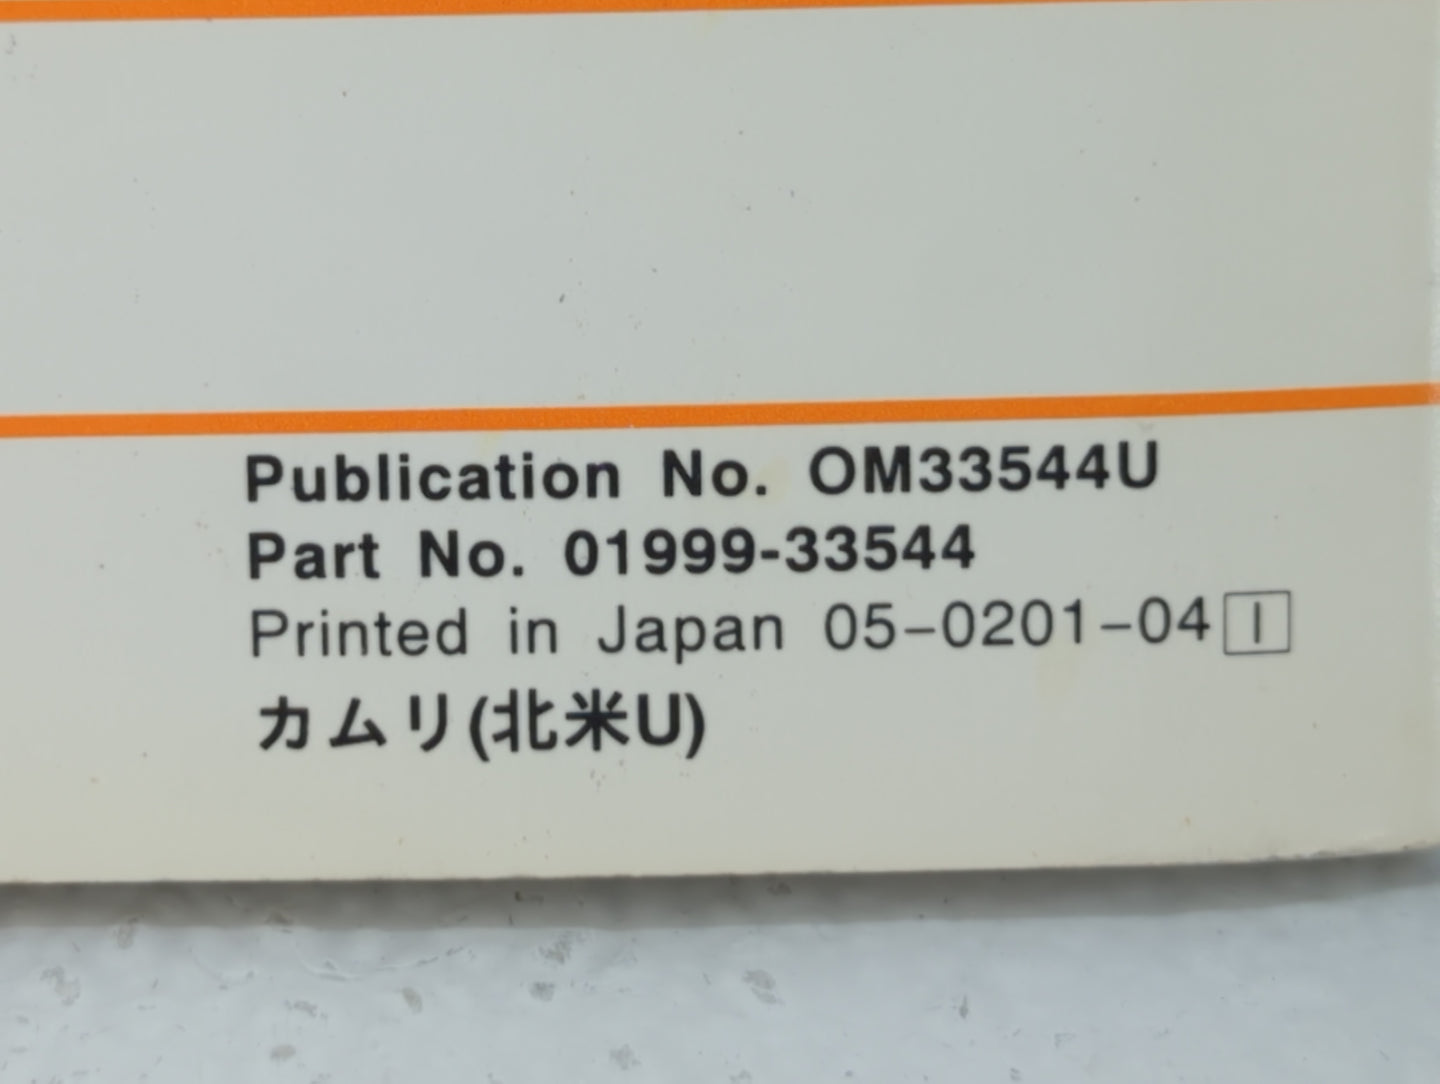 Publication No. OM33544U
Part No. 01999-33544
Printed in Japan 05-0201-04 I
カムリ(北米U)